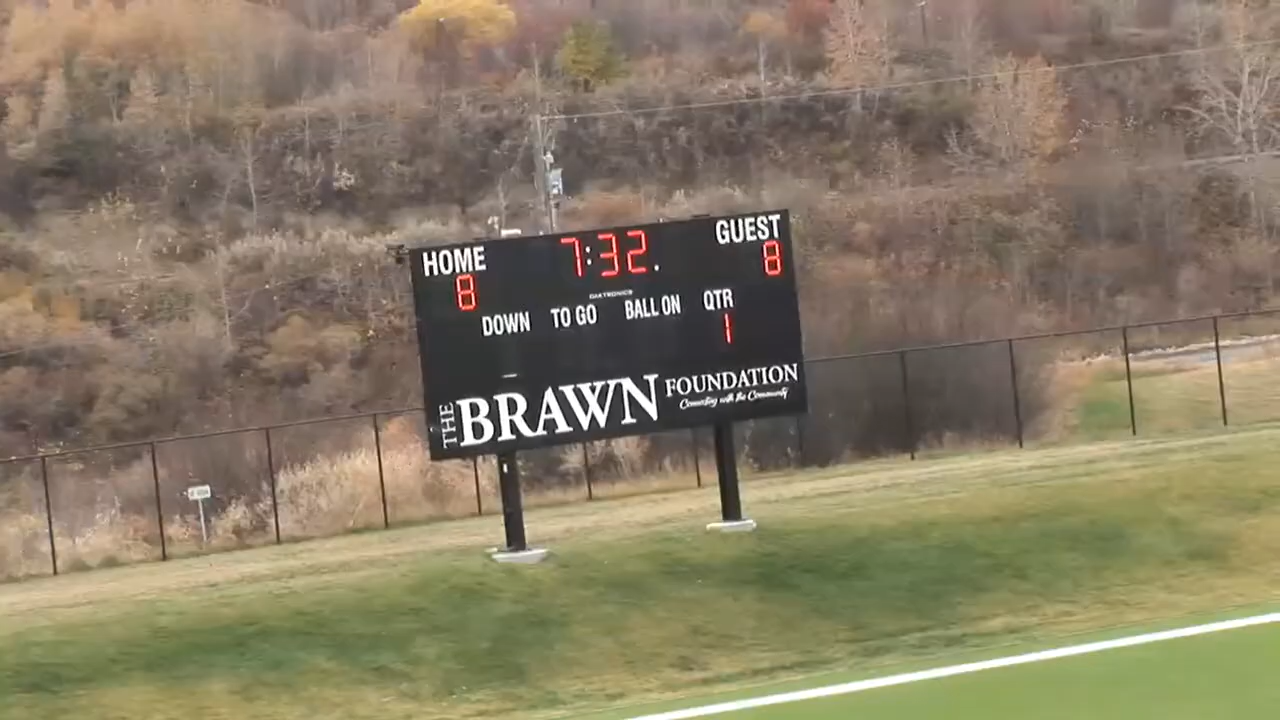 HOME 7:32. GUEST
8 8
DAKTRONICS
DOWN TO GO BALL ON QTR
1
THE BRAWN FOUNDATION
Connecting with the Community